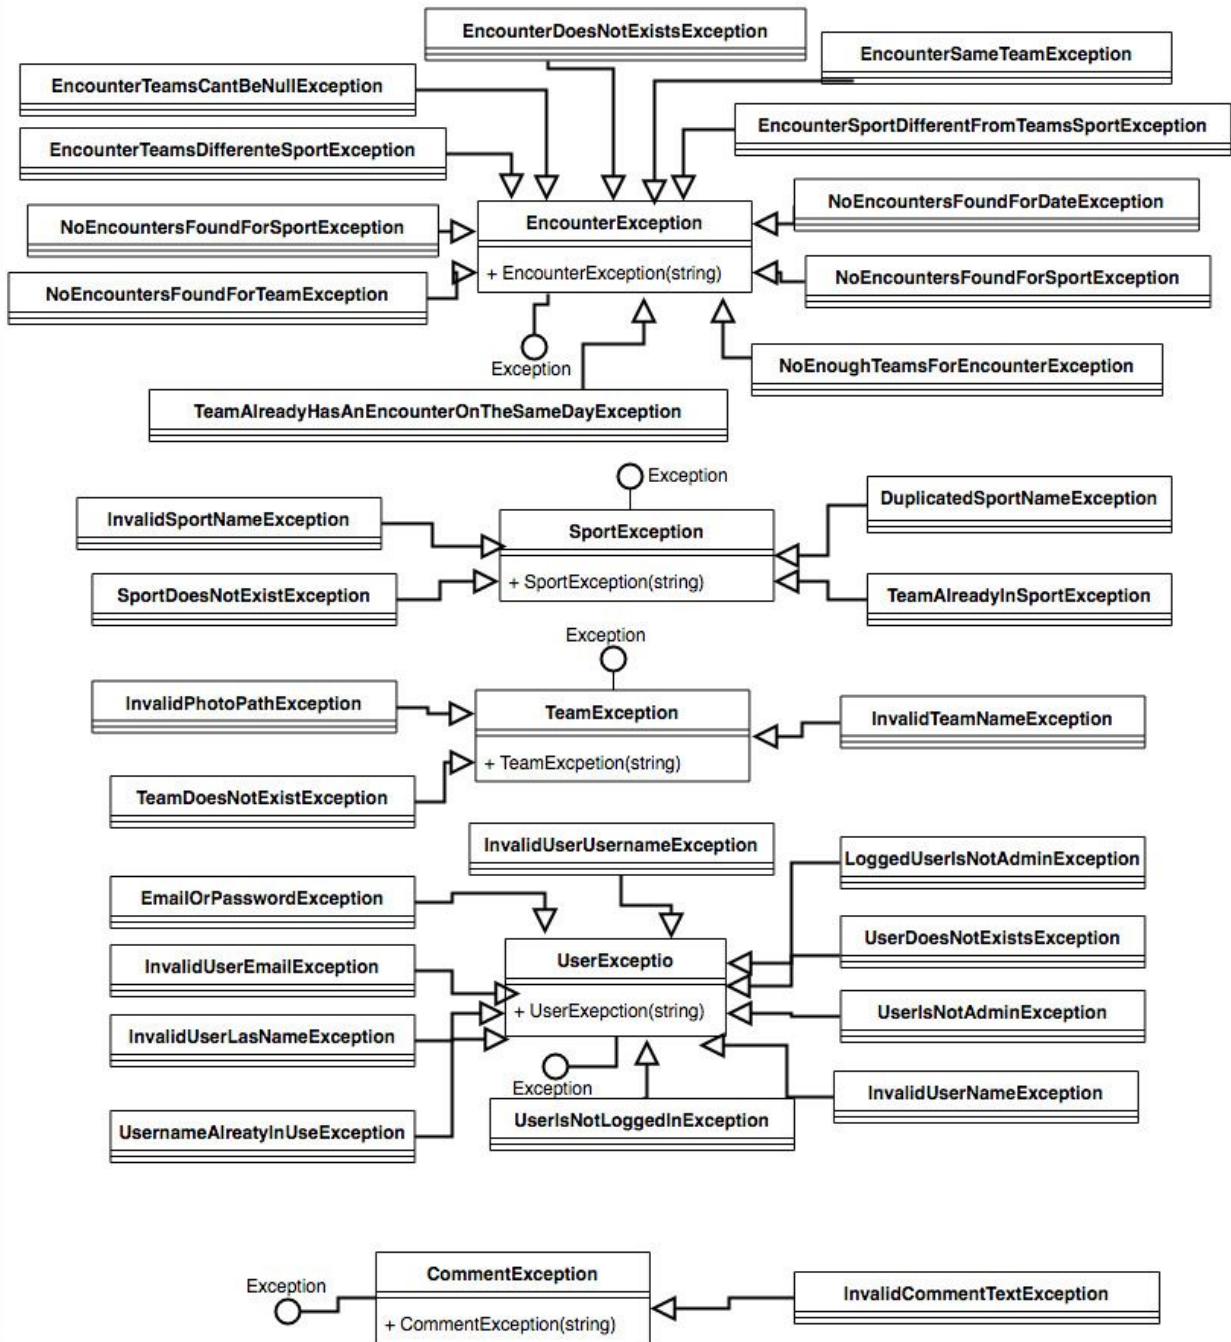 EncounterDoesNotExistsException
EncounterSameTeamException
EncounterTeamsCantBeNullException
EncounterSportDifferentFromTeamsSportException
EncounterTeamsDifferenteSportException
NoEncountersFoundForDateException
NoEncountersFoundForSportException
EncounterException
+ EncounterException(string)
NoEncountersFoundForSportException
NoEncountersFoundForTeamException
Exception
NoEnoughTeamsForEncounterException
TeamAlreadyHasAnEncounterOnTheSameDayException
Exception
DuplicatedSportNameException
InvalidSportNameException
SportException
+ SportException(string)
SportDoesNotExistException
TeamAlreadyInSportException
Exception
InvalidPhotoPathException
TeamException
InvalidTeamNameException
+ TeamExcpetion(string)
TeamDoesNotExistException
InvalidUserUsernameException
LoggedUserIsNotAdminException
EmailOrPasswordException
UserDoesNotExistsException
InvalidUserEmailException
UserExceptio
+ UserExepction(string)
UserIsNotAdminException
InvalidUserLasNameException
Exception
InvalidUserNameException
UserIsNotLoggedInException
UsernameAlreatyInUseException
CommentException
Exception
InvalidCommentTextException
+ CommentException(string)